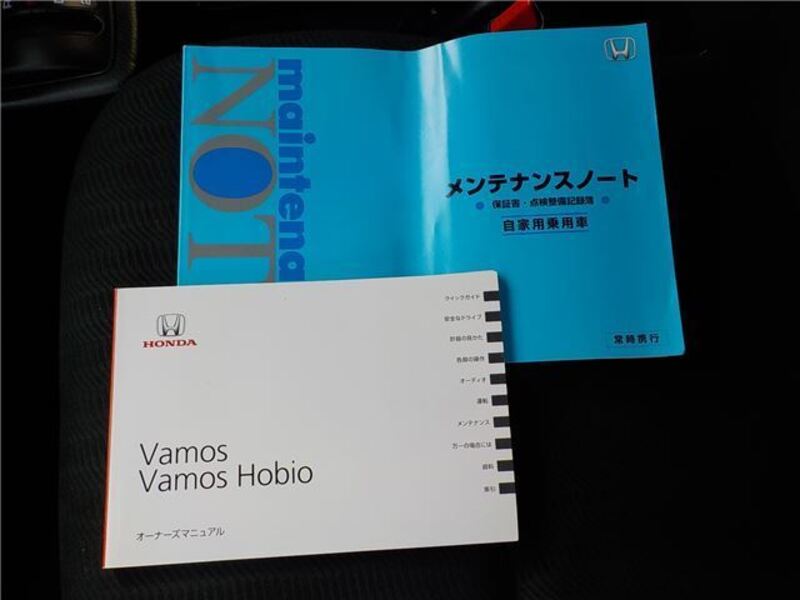 maintena
NOT
メンテナンスノート
保証書・点検整備記録簿
自家用乗用車
常時携行
HONDA
Vamos
Vamos Hobio
オーナーズマニュアル
クイックガイド
安全なドライブ
計器の見かた
各部の操作
オーディオ
運転
メンテナンス
万一の場合には
資料
索引